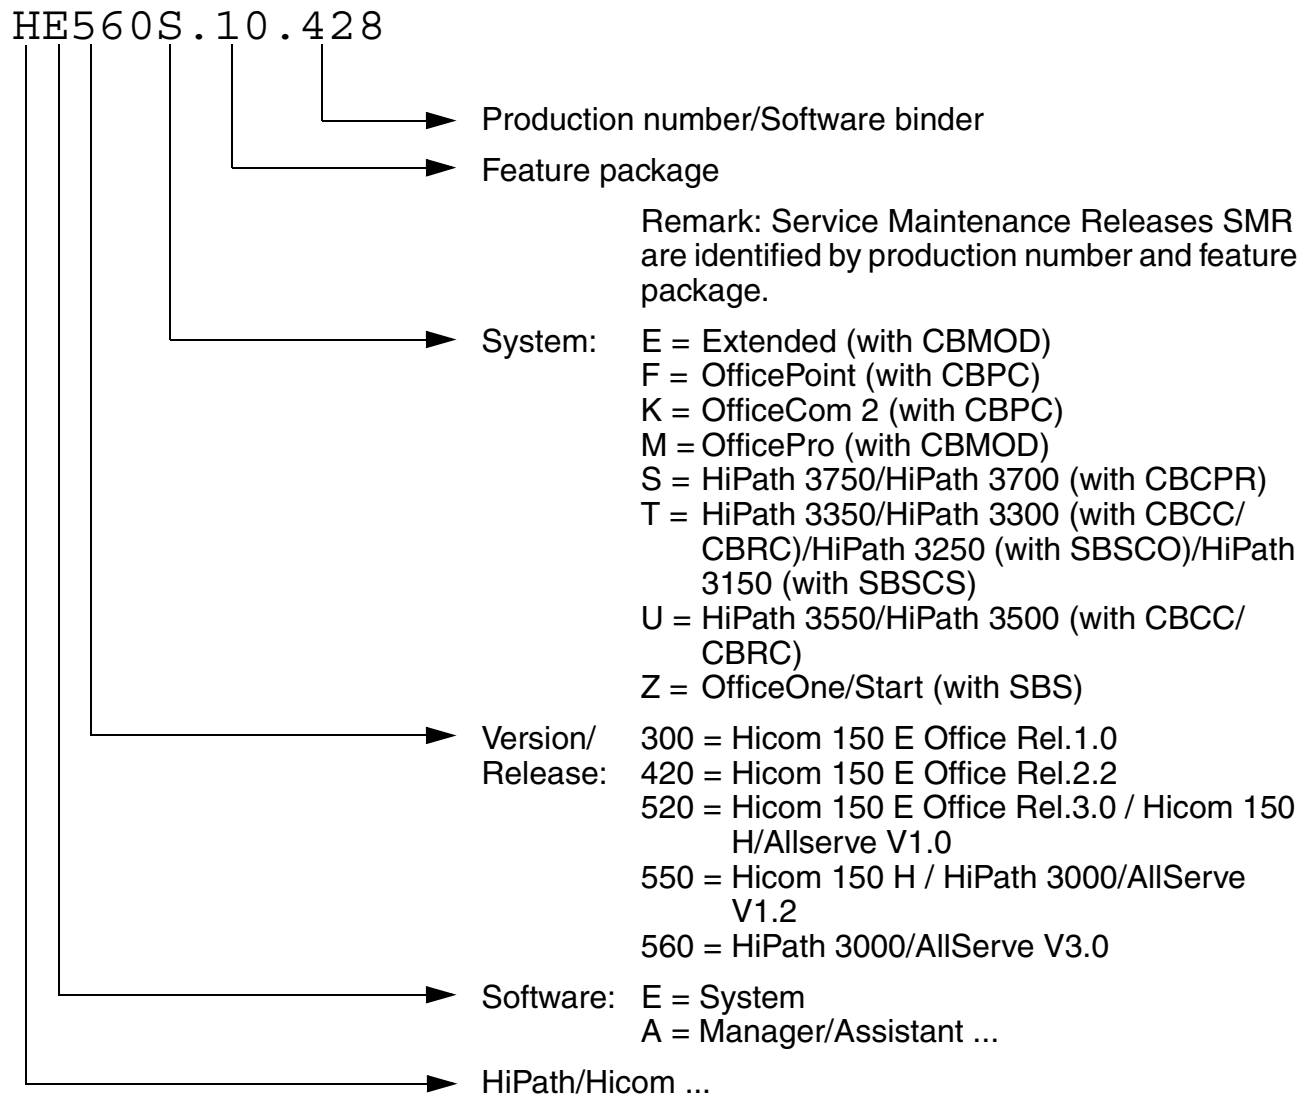 HE560S.10.428
Production number/Software binder
Feature package
Remark: Service Maintenance Releases SMR
are identified by production number and feature
package.
System: E = Extended (with CBMOD)
F = OfficePoint (with CBPC)
K = OfficeCom 2 (with CBPC)
M = OfficePro (with CBMOD)
S = HiPath 3750/HiPath 3700 (with CBCPR)
T = HiPath 3350/HiPath 3300 (with CBCC/
CBRC)/HiPath 3250 (with SBSCO)/HiPath
3150 (with SBSCS)
U = HiPath 3550/HiPath 3500 (with CBCC/
CBRC)
Z = OfficeOne/Start (with SBS)
Version/ 300 = Hicom 150 E Office Rel.1.0
Release: 420 = Hicom 150 E Office Rel.2.2
520 = Hicom 150 E Office Rel.3.0 / Hicom 150
H/Allserve V1.0
550 = Hicom 150 H / HiPath 3000/AllServe
V1.2
560 = HiPath 3000/AllServe V3.0
Software: E = System
A = Manager/Assistant ...
HiPath/Hicom ...